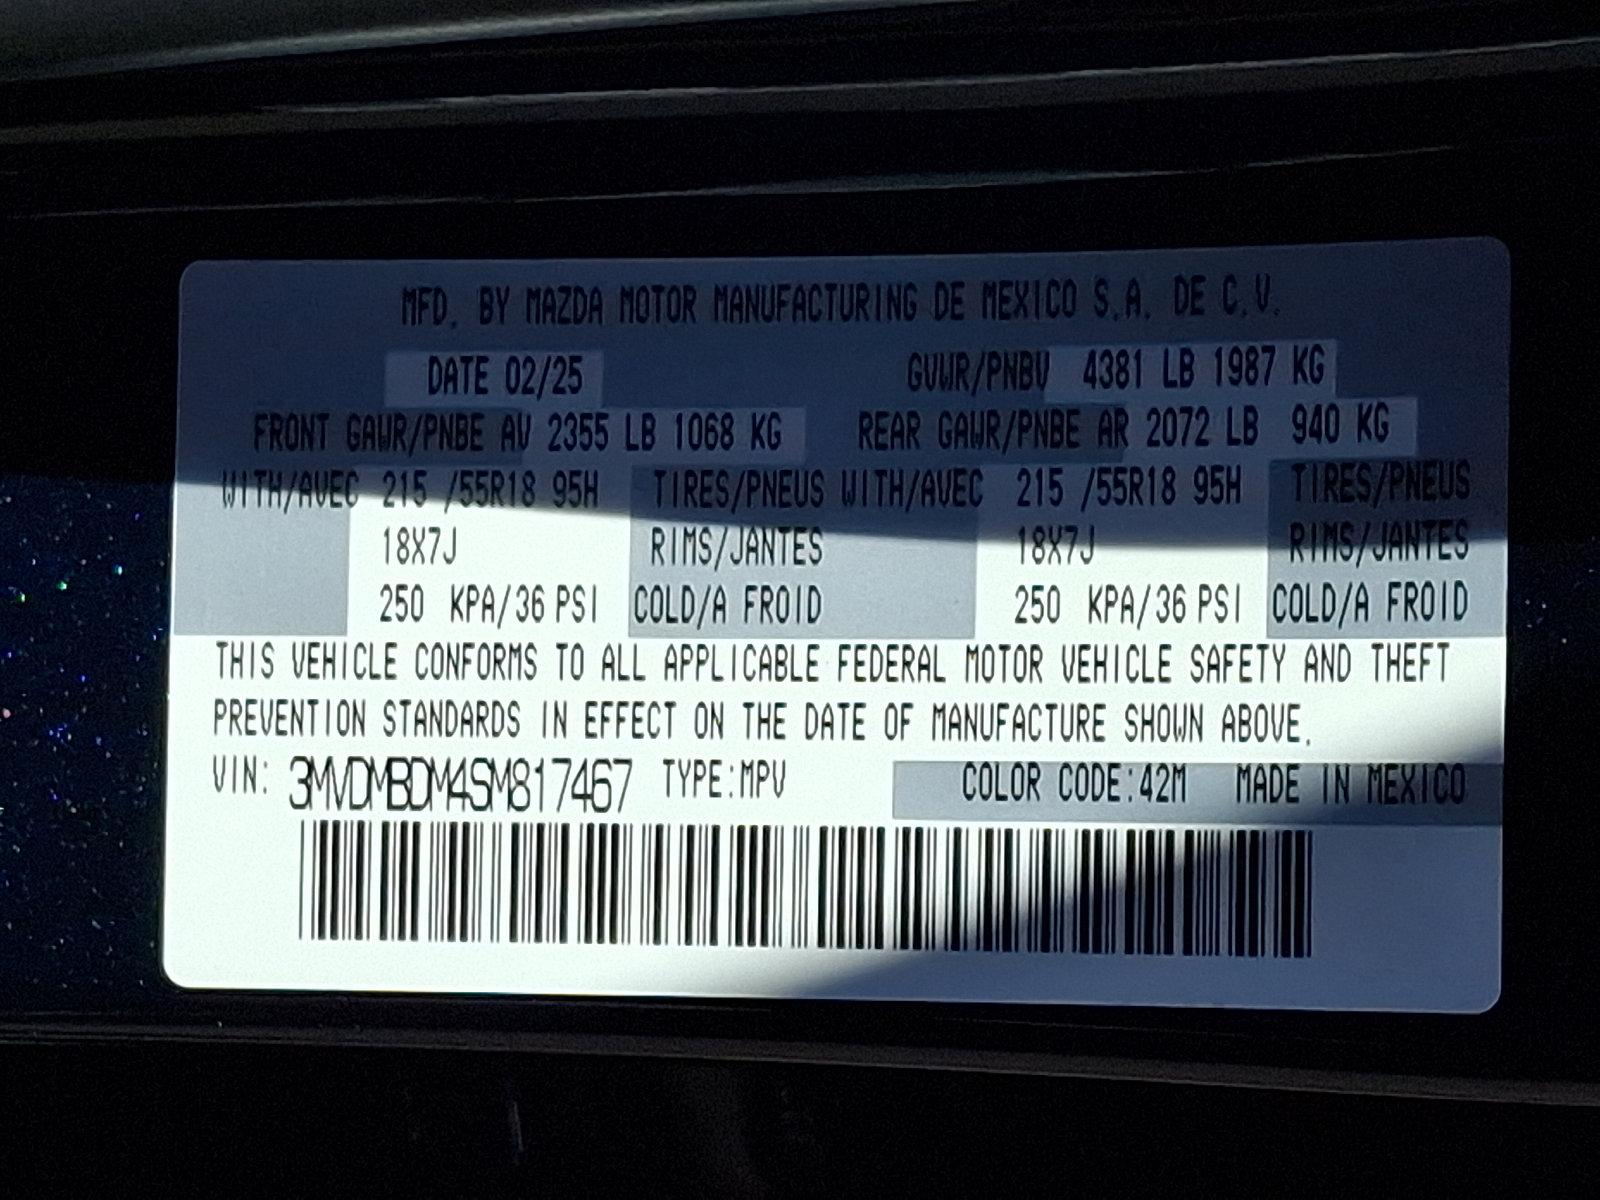 MFD. BY MAZDA MOTOR MANUFACTURING DE MEXICO S.A. DE C.V.
DATE 02/25 GVWR/PNBV 4381 LB 1987 KG
FRONT GAWR/PNBE AV 2355 LB 1068 KG REAR GAWR/PNBE AR 2072 LB 940 KG
WITH/AVEC 215 /55R18 95H TIRES/PNEUS WITH/AVEC 215 /55R18 95H TIRES/PNEUS
18X7J RIMS/JANTES 18X7J RIMS/JANTES
250 KPA/36 PSI COLD/A FROID 250 KPA/36 PSI COLD/A FROID
THIS VEHICLE CONFORMS TO ALL APPLICABLE FEDERAL MOTOR VEHICLE SAFETY AND THEFT
PREVENTION STANDARDS IN EFFECT ON THE DATE OF MANUFACTURE SHOWN ABOVE.
VIN: 3MVDMBDM4SM817467 TYPE:MPV COLOR CODE:42M MADE IN MEXICO